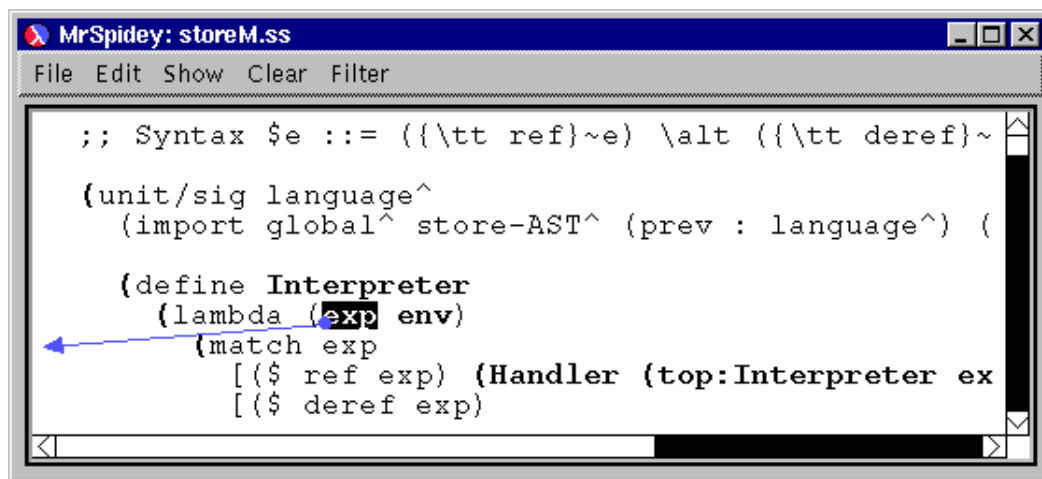 MrSpidey: storeM.ss
File Edit Show Clear Filter
;; Syntax $e ::= ({\tt ref}~e) \alt ({\tt deref}~
(unit/sig language^
(import global^ store-AST^ (prev : language^) (
(define Interpreter
(lambda (exp env)
(match exp
[($ ref exp) (Handler (top:Interpreter ex
[($ deref exp)